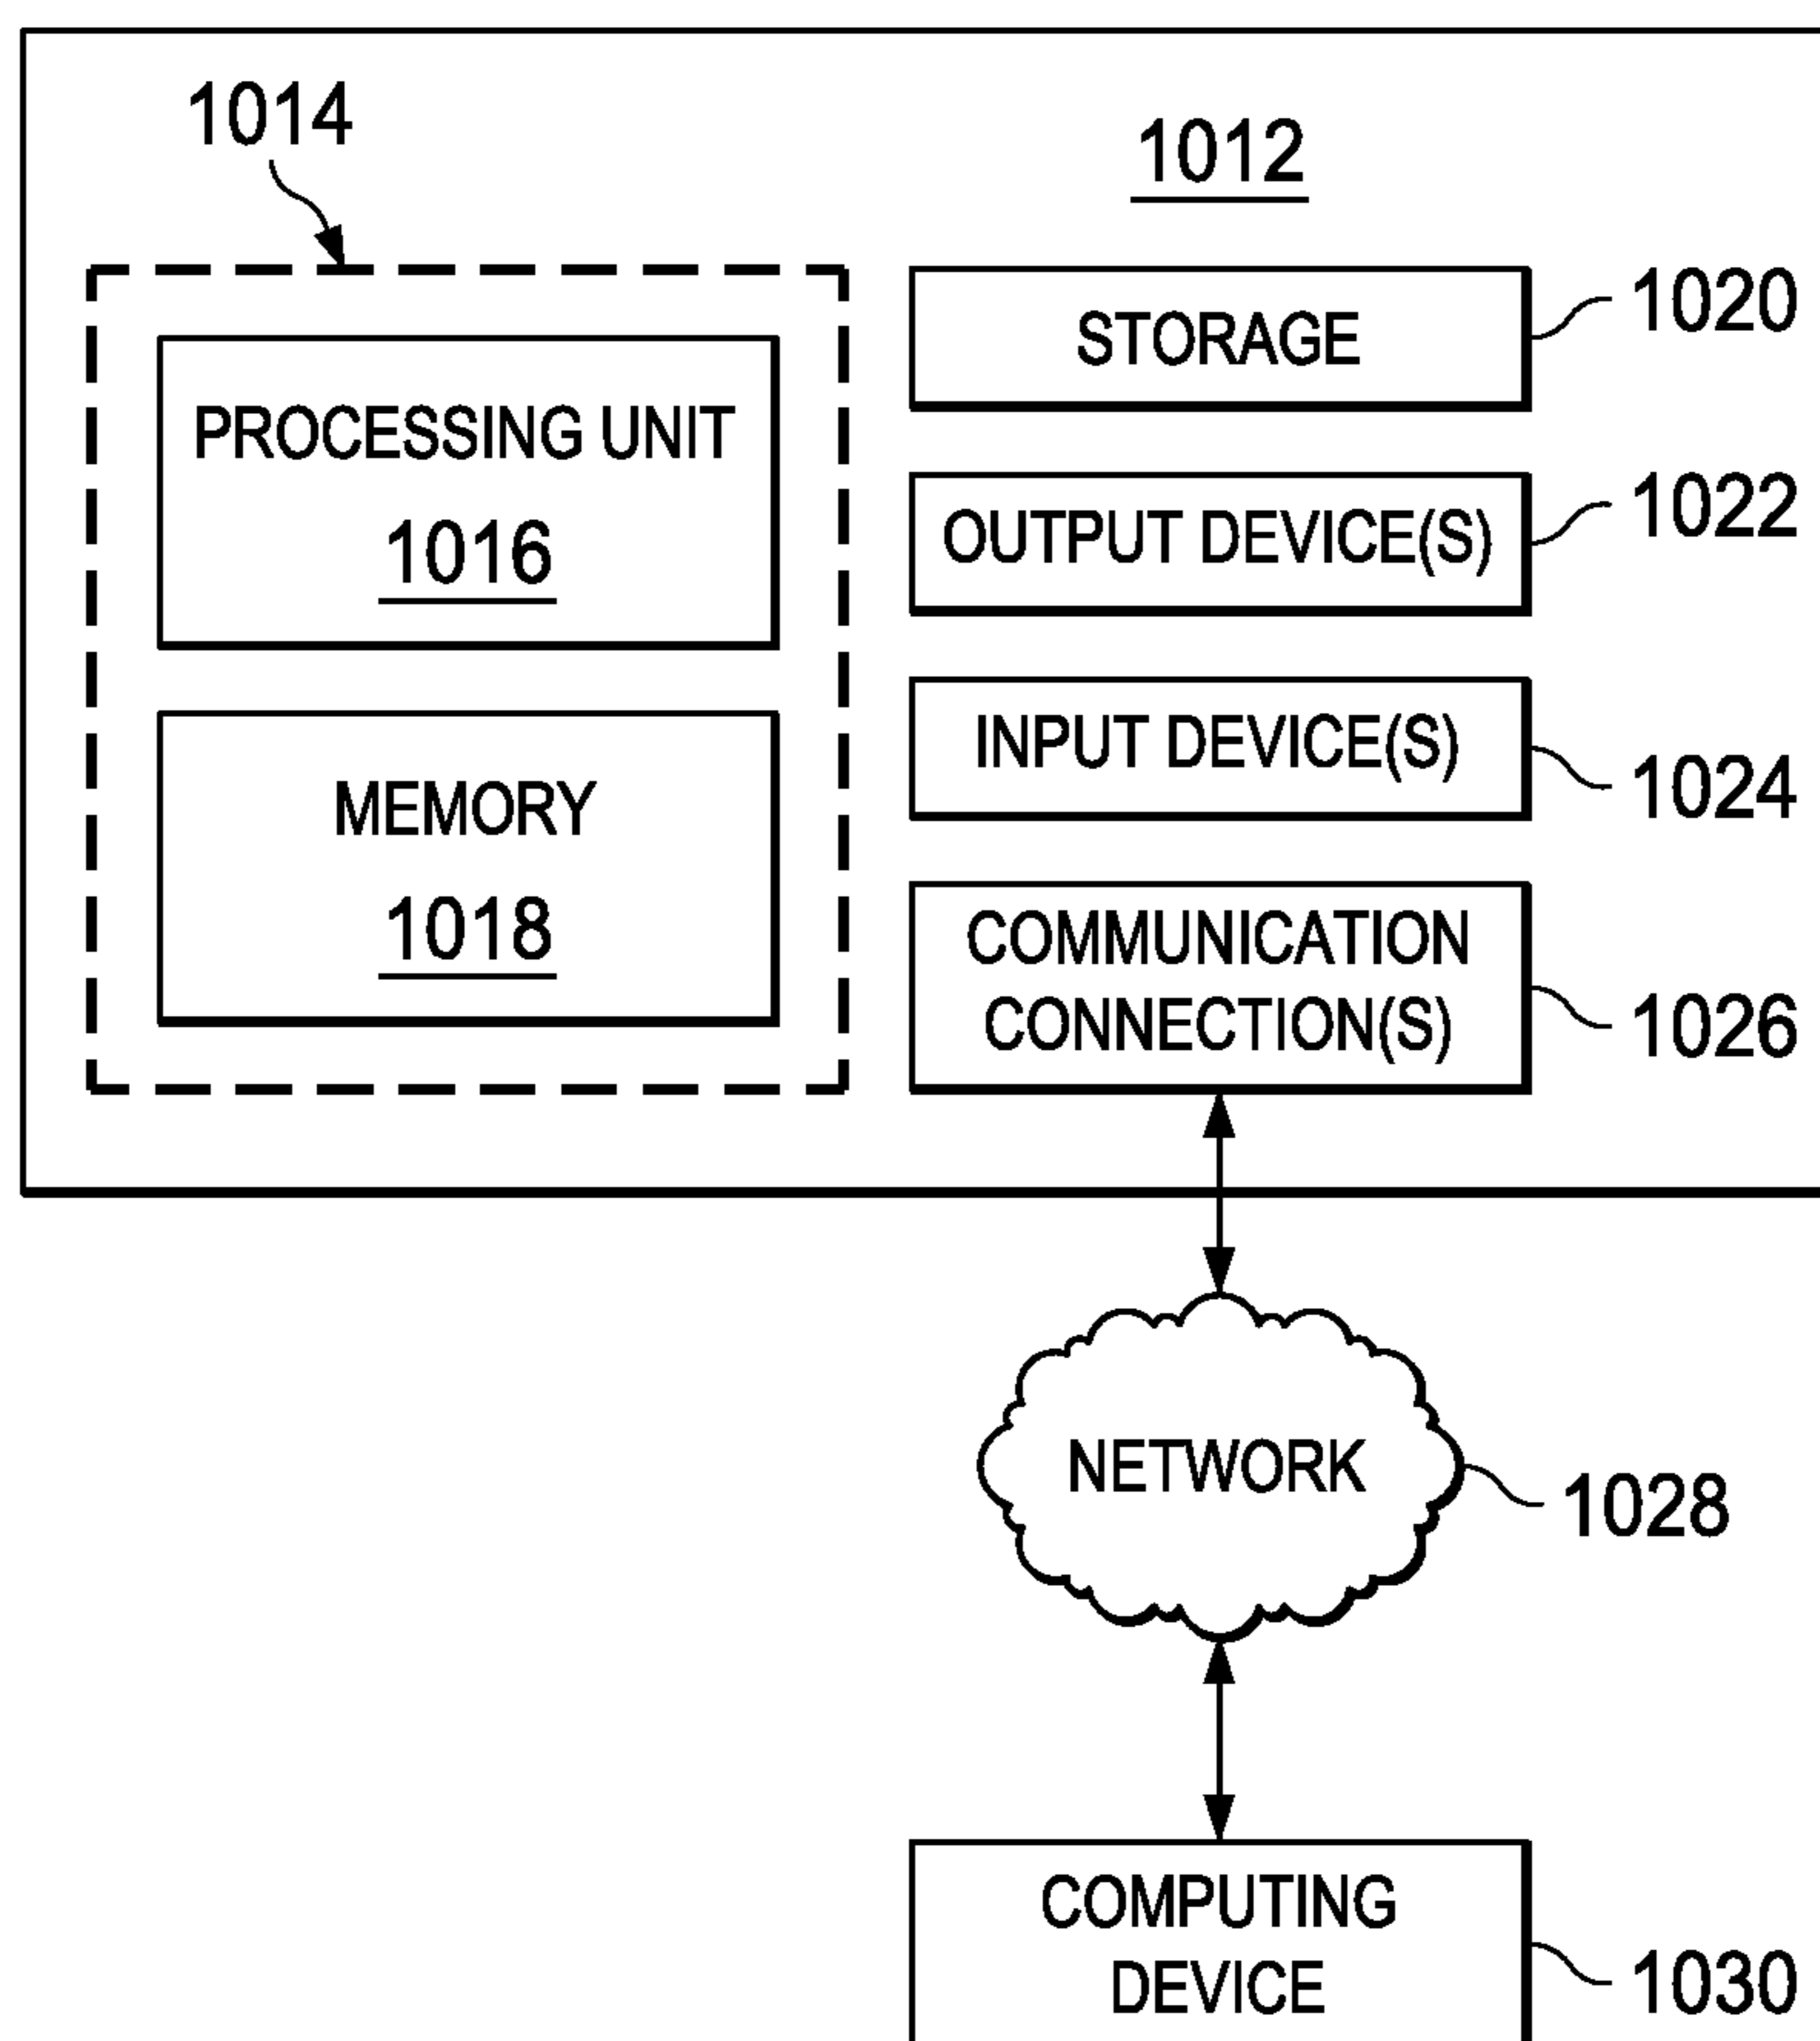 1014
1012
PROCESSING UNIT
1016
MEMORY
1018
STORAGE
1020
OUTPUT DEVICE(S)
1022
INPUT DEVICE(S)
1024
COMMUNICATION
CONNECTION(S)
1026
NETWORK
1028
COMPUTING
DEVICE
1030